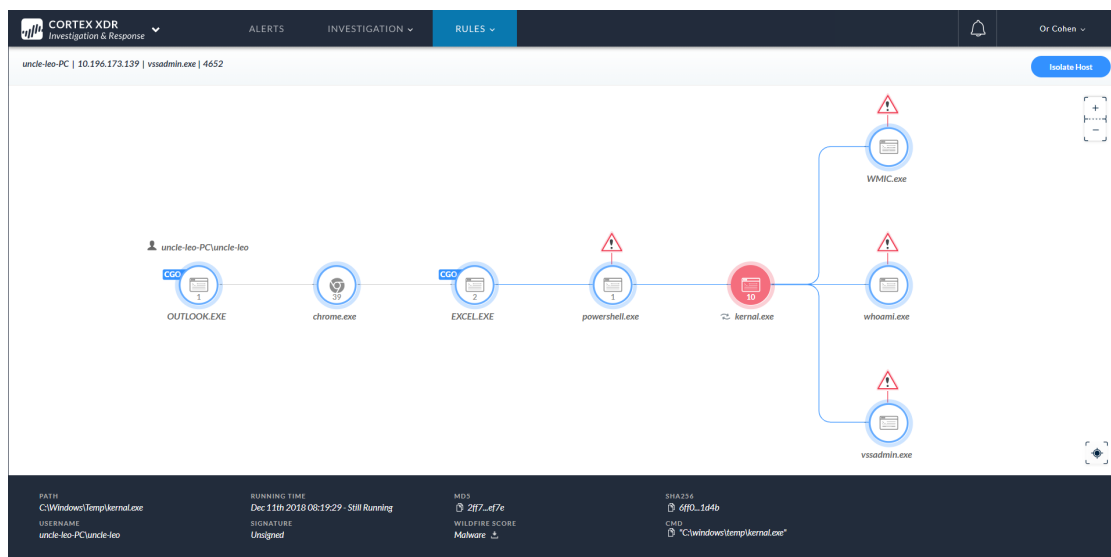 CORTEX XDR
Investigation & Response
ALERTS
INVESTIGATION
RULES
Or Cohen
uncle-leo-PC | 10.196.173.139 | vssadmin.exe | 4652
Isolate Host
+
−
WMIC.exe
uncle-leo-PC\uncle-leo
CGO
1
OUTLOOK.EXE
39
chrome.exe
CGO
2
EXCEL.EXE
1
powershell.exe
10
kernal.exe
whoami.exe
vssadmin.exe
PATH
C:\Windows\Temp\kernal.exe
RUNNING TIME
Dec 11th 2018 08:19:29 - Still Running
MD5
2ff7...ef7e
SHA256
6ff0...1d4b
USERNAME
uncle-leo-PC\uncle-leo
SIGNATURE
Unsigned
WILDFIRE SCORE
Malware
CMD
"C:\windows\temp\kernal.exe"